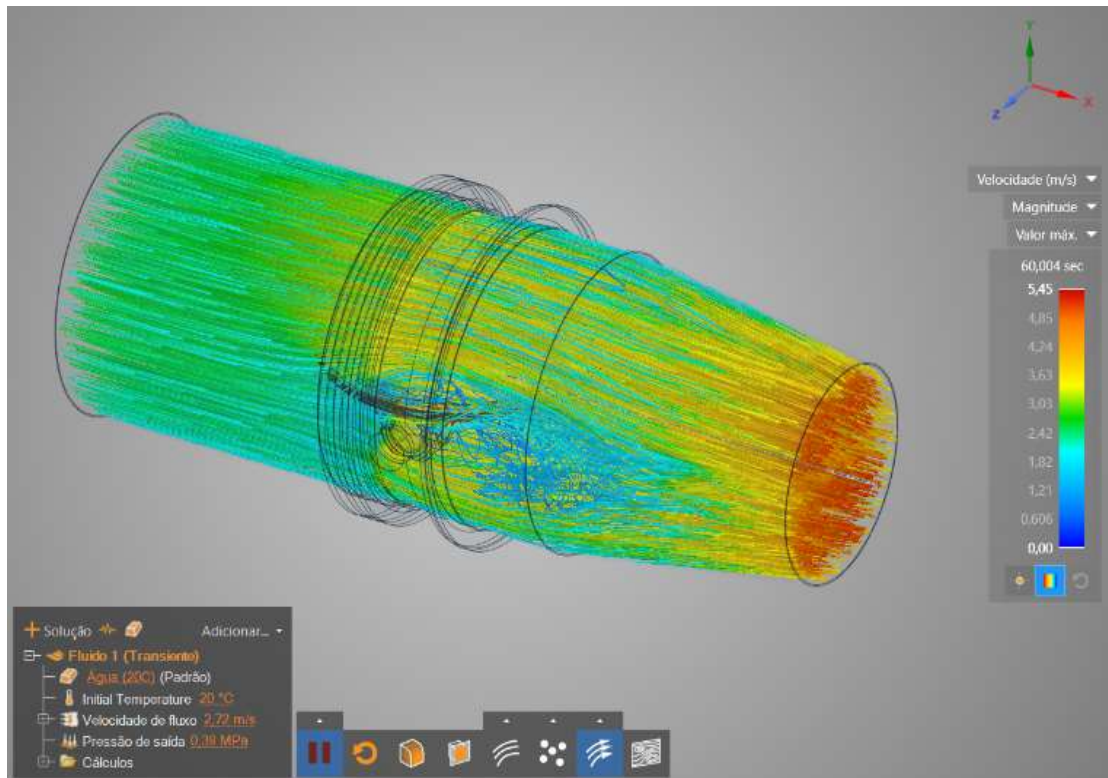 Y
X
Z
Velocidade (m/s)
Magnitude
Valor máx.
60,004 sec
5,45
4,85
4,24
3,63
3,03
2,42
1,82
1,21
0,606
0,00
Solução
Adicionar...
Fluido 1 (Transiente)
Água (20C) (Padrão)
Initial Temperature 20 °C
Velocidade de fluxo 2,72 m/s
Pressão de saída 0,39 MPa
Cálculos